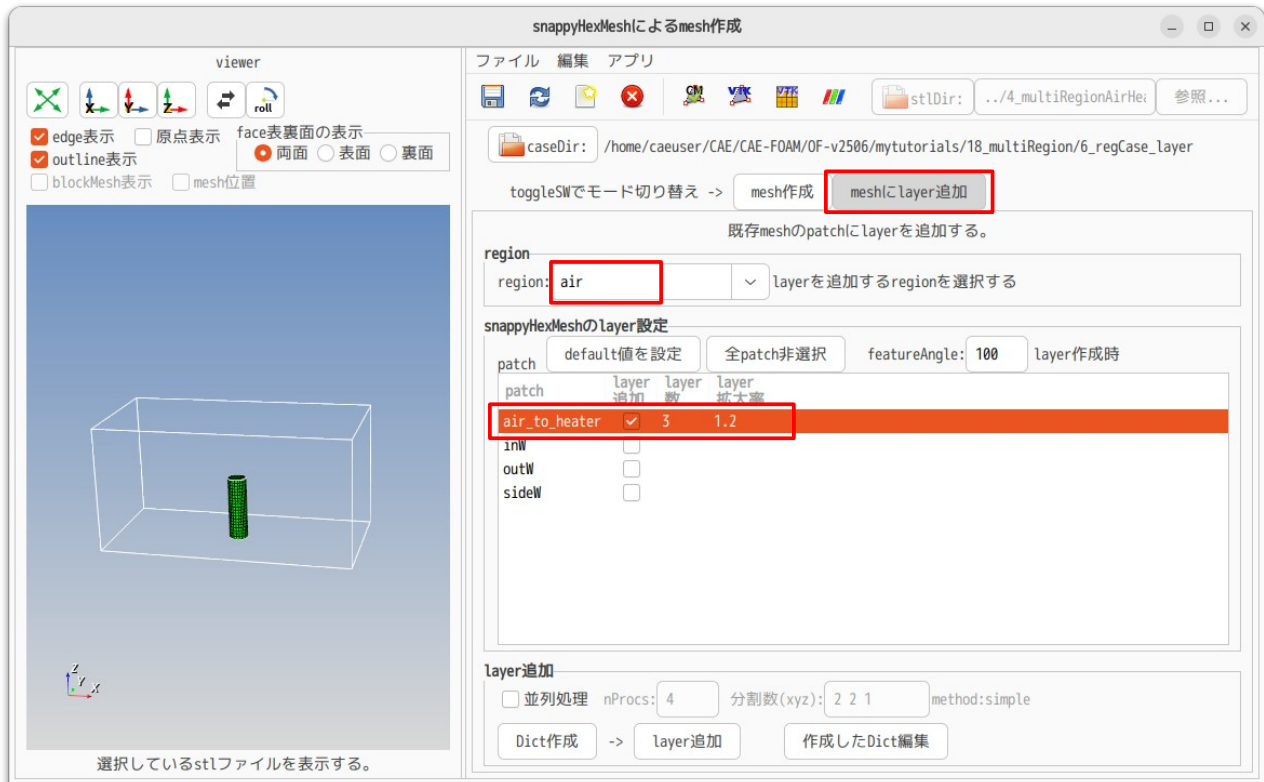 snappyHexMeshによるmesh作成
viewer
roll
edge表示 原点表示 face表裏面の表示
outline表示 両面 表面 裏面
blockMesh表示 mesh位置
Z
Y X
選択しているstlファイルを表示する。
ファイル 編集 アプリ
stlDir: ../4_multiRegionAirHea 参照...
caseDir: /home/caeuser/CAE/CAE-FOAM/OF-v2506/mytutorials/18_multiRegion/6_regCase_layer
toggleSWでモード切り替え -> mesh作成 meshにlayer追加
既存meshのpatchにlayerを追加する。
region
region: air layerを追加するregionを選択する
snappyHexMeshのlayer設定
patch default値を設定 全patch非選択 featureAngle: 100 layer作成時
patch layer追加 layer数 layer拡大率
air_to_heater 3 1.2
inW
outW
sideW
layer追加
並列処理 nProcs: 4 分割数(xyz): 2 2 1 method:simple
Dict作成 -> layer追加 作成したDict編集